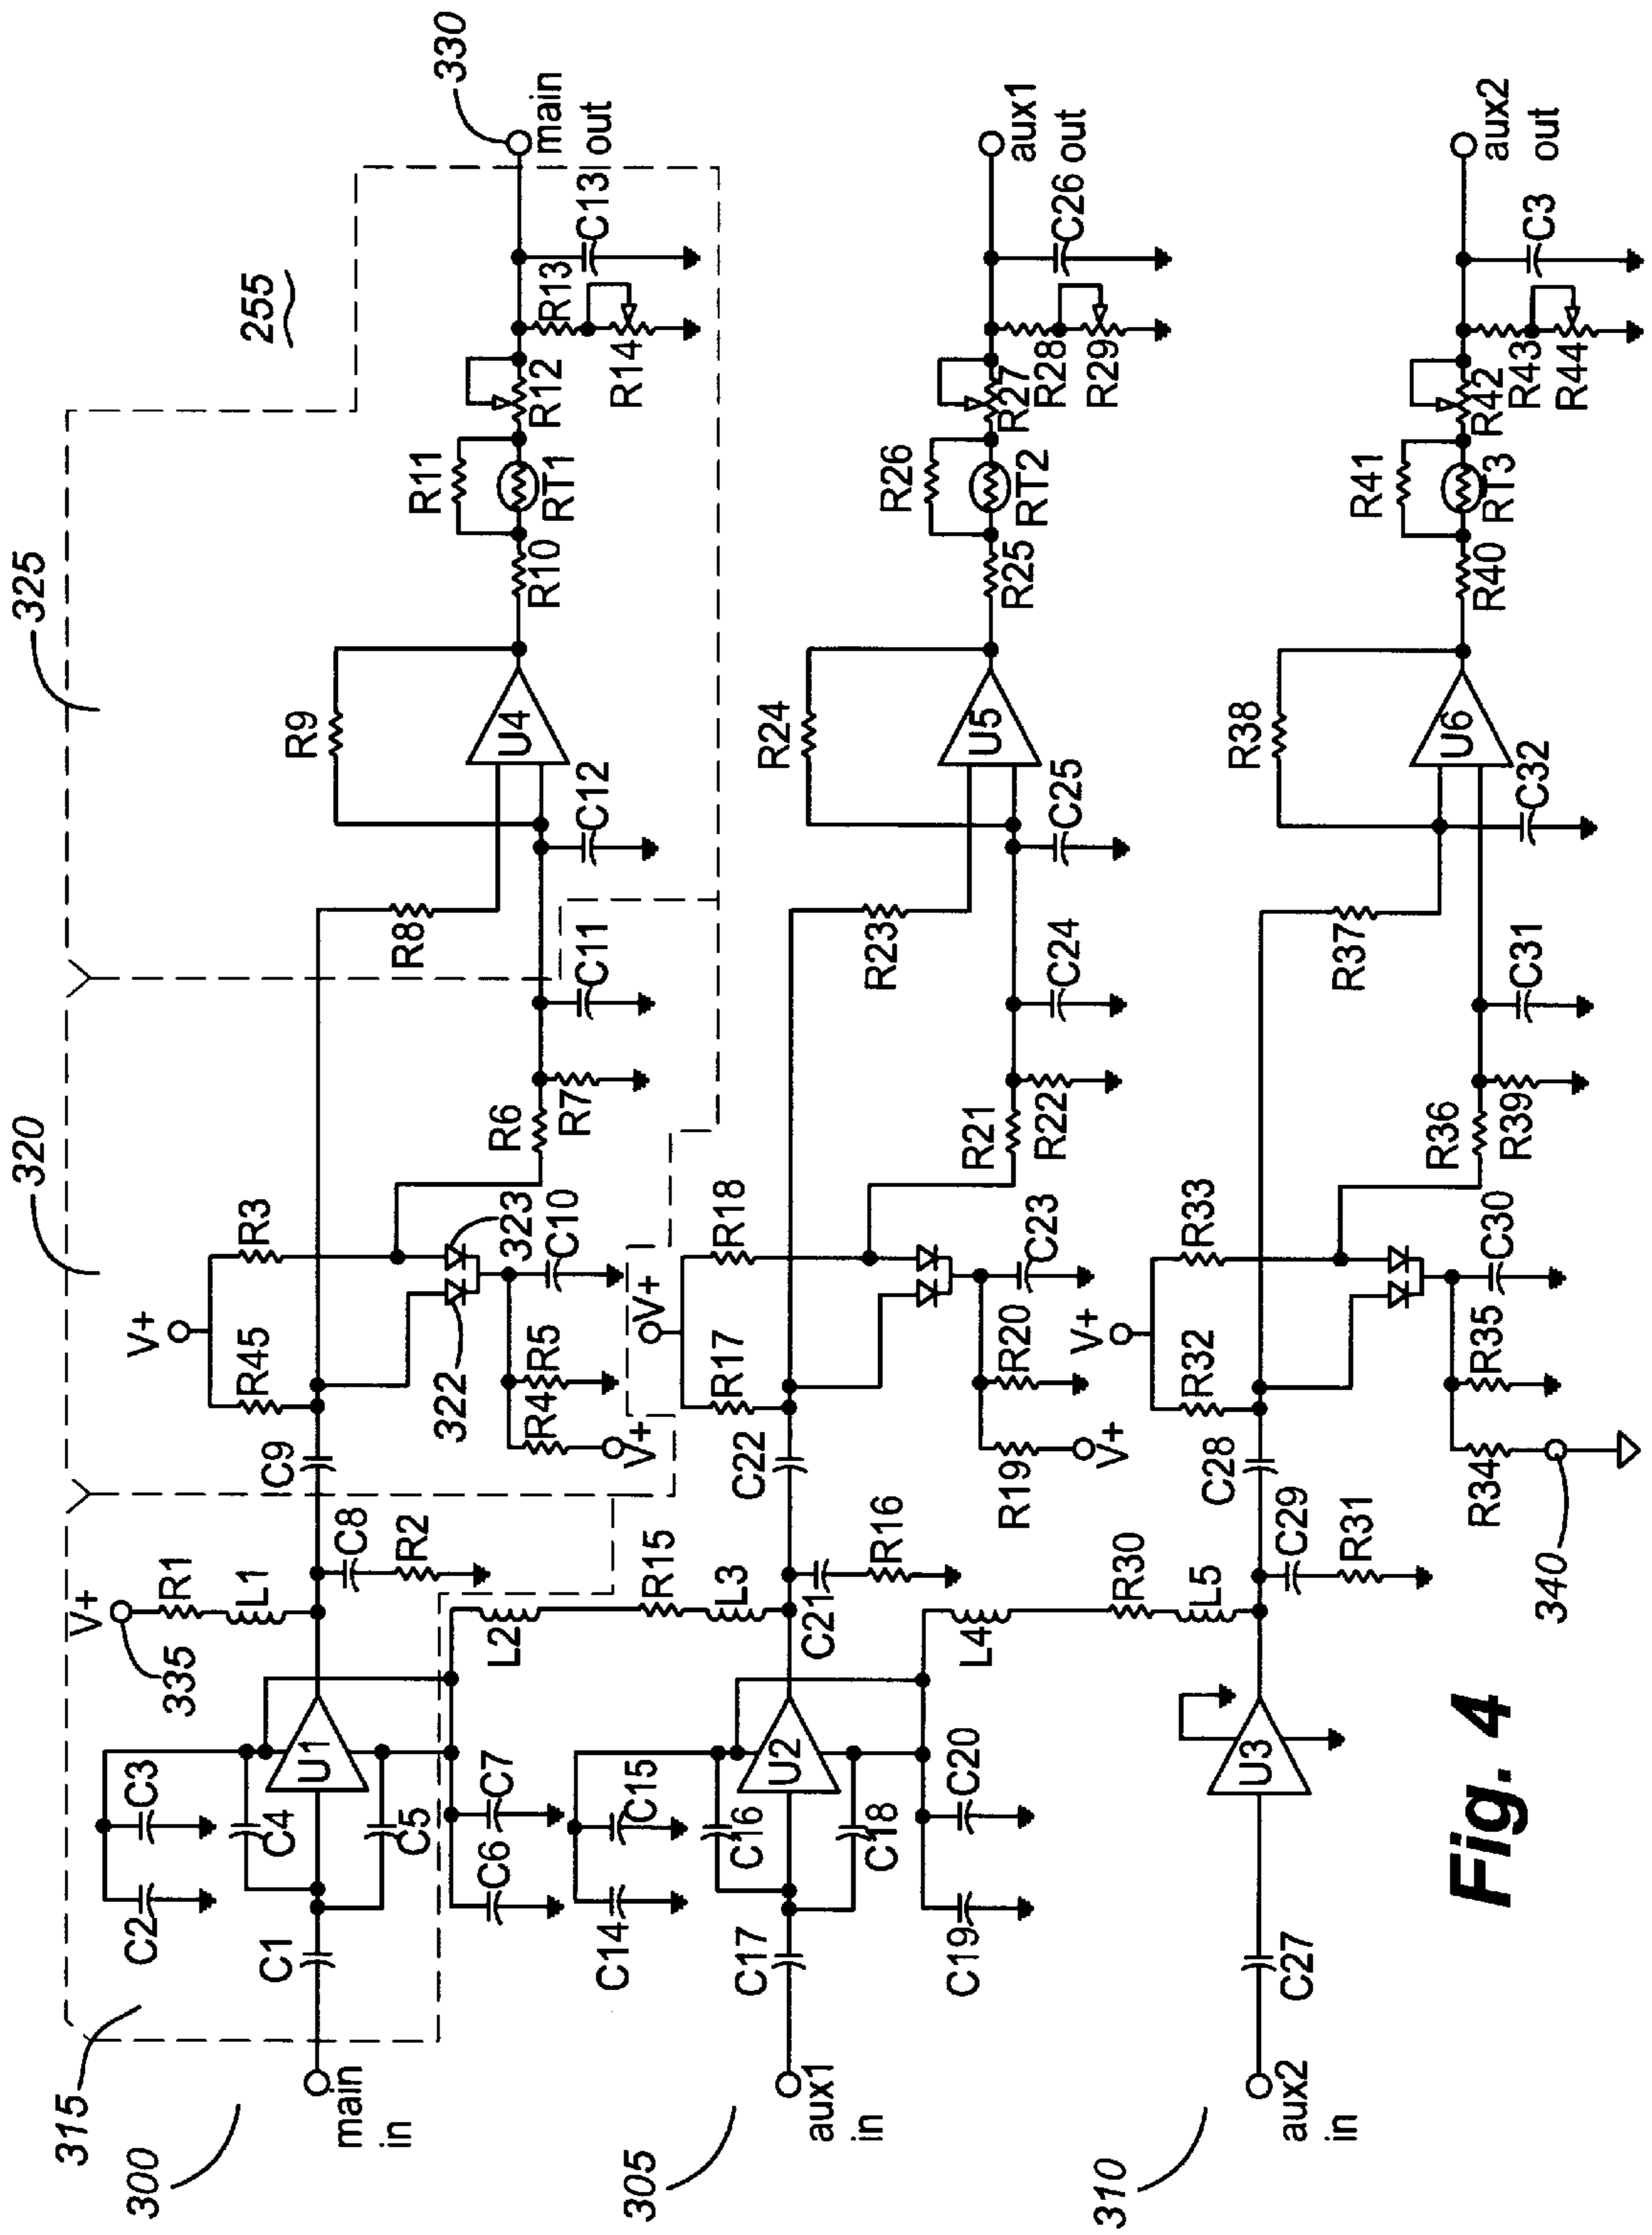 330
main
out
255
325
320
315
300
V+
335
R1
L1
C2
C3
C4
C1
U1
C5
C6
C7
main
in
C8
R2
C9
V+
R45
R3
322
323
R4
R5
V+
C10
R6
R7
C11
R8
R9
U4
C12
R10
R11
RT1
R12
R13
R14
C13
305
aux1
in
C17
C14
C15
C16
U2
C18
C19
C20
L2
R15
L3
C21
R16
C22
V+
R17
R18
R19
V+
R20
C23
R21
R22
C24
R23
R24
U5
C25
R25
R26
RT2
R27
R28
R29
C26
aux1
out
310
aux2
in
C27
U3
L4
R30
L5
C29
R31
C28
V+
R32
R33
R34
340
R35
C30
R36
R39
C31
R37
R38
U6
C32
R40
R41
RT3
R42
R43
R44
C3
aux2
out
Fig. 4